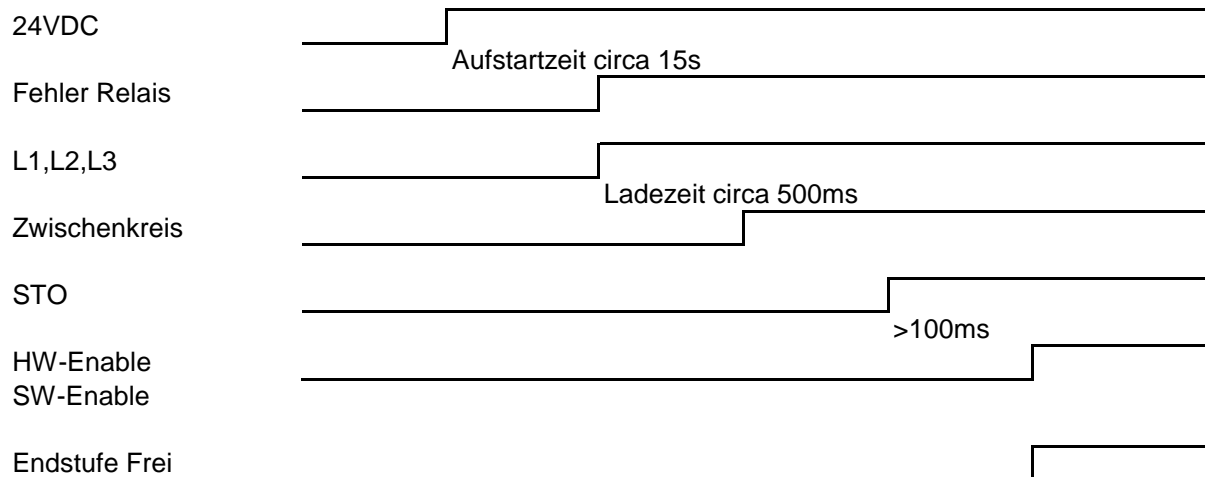 24VDC
Aufstartzeit circa 15s
Fehler Relais
L1,L2,L3
Ladezeit circa 500ms
Zwischenkreis
STO
>100ms
HW-Enable
SW-Enable
Endstufe Frei